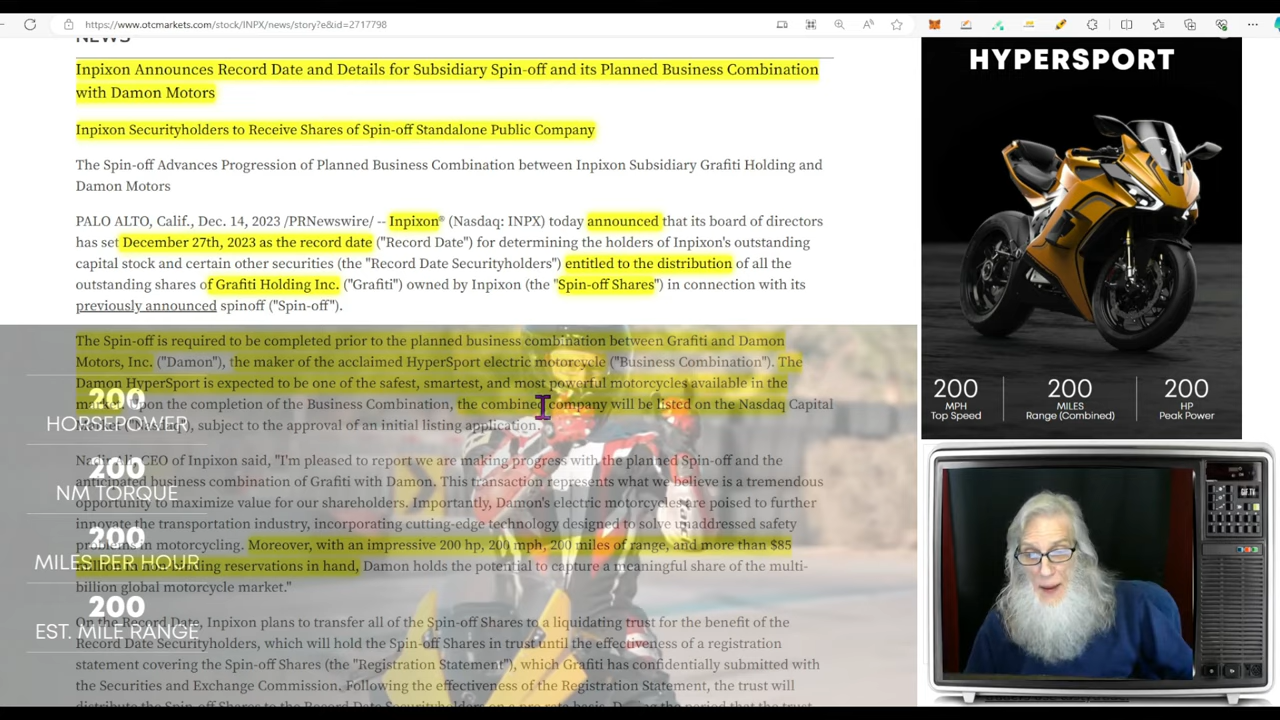 https://www.otcmarkets.com/stock/INPX/news/story?e&id=2717798
NEWS
Inpixon Announces Record Date and Details for Subsidiary Spin-off and its Planned Business Combination
with Damon Motors
Inpixon Securityholders to Receive Shares of Spin-off Standalone Public Company
The Spin-off Advances Progression of Planned Business Combination between Inpixon Subsidiary Grafiti Holding and
Damon Motors
PALO ALTO, Calif., Dec. 14, 2023 /PRNewswire/ -- Inpixon® (Nasdaq: INPX) today announced that its board of directors
has set December 27th, 2023 as the record date ("Record Date") for determining the holders of Inpixon's outstanding
capital stock and certain other securities (the "Record Date Securityholders") entitled to the distribution of all the
outstanding shares of Grafiti Holding Inc. ("Grafiti") owned by Inpixon (the "Spin-off Shares") in connection with its
previously announced spinoff ("Spin-off").
The Spin-off is required to be completed prior to the planned business combination between Grafiti and Damon
Motors, Inc. ("Damon"), the maker of the acclaimed HyperSport electric motorcycle ("Business Combination"). The
Damon HyperSport is expected to be one of the safest, smartest, and most powerful motorcycles available in the
upon the completion of the Business Combination, the combined company will be listed on the Nasdaq Capital
subject to the approval of an initial listing application.
Nadir Ali, CEO of Inpixon said, "I'm pleased to report we are making progress with the planned Spin-off and the
anticipated business combination of Grafiti with Damon. This transaction represents what we believe is a tremendous
opportunity to maximize value for our shareholders. Importantly, Damon's electric motorcycles are poised to further
innovate the transportation industry, incorporating cutting-edge technology designed to solve unaddressed safety
problems in motorcycling. Moreover, with an impressive 200 hp, 200 mph, 200 miles of range, and more than $85
reservations in hand, Damon holds the potential to capture a meaningful share of the multi-
billion global motorcycle market."
On the Record Date, Inpixon plans to transfer all of the Spin-off Shares to a liquidating trust for the benefit of the
Record Date Securityholders, which will hold the Spin-off Shares in trust until the effectiveness of a registration
statement covering the Spin-off Shares (the "Registration Statement"), which Grafiti has confidentially submitted with
the Securities and Exchange Commission. Following the effectiveness of the Registration Statement, the trust will
200
HORSEPOWER
200
NM TORQUE
200
MILES PER HOUR
200
EST. MILE RANGE
HYPERSPORT
200
MPH
Top Speed
200
MILES
Range (Combined)
200
HP
Peak Power